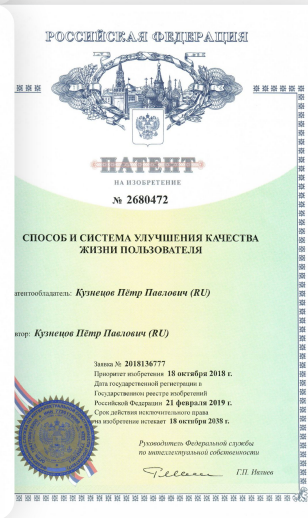 РОССИЙСКАЯ ФЕДЕРАЦИЯ
ПАТЕНТ
НА ИЗОБРЕТЕНИЕ
№ 2680472
СПОСОБ И СИСТЕМА УЛУЧШЕНИЯ КАЧЕСТВА
ЖИЗНИ ПОЛЬЗОВАТЕЛЯ
атентообладатель: Кузнецов Пётр Павлович (RU)
втор: Кузнецов Пётр Павлович (RU)
Заявка № 2018136777
Приоритет изобретения 18 октября 2018 г.
Дата государственной регистрации в
Государственном реестре изобретений
Российской Федерации 21 февраля 2019 г.
Срок действия исключительного права
на изобретение истекает 18 октября 2038 г.
Руководитель Федеральной службы
по интеллектуальной собственности
Г.П. Ивлиев